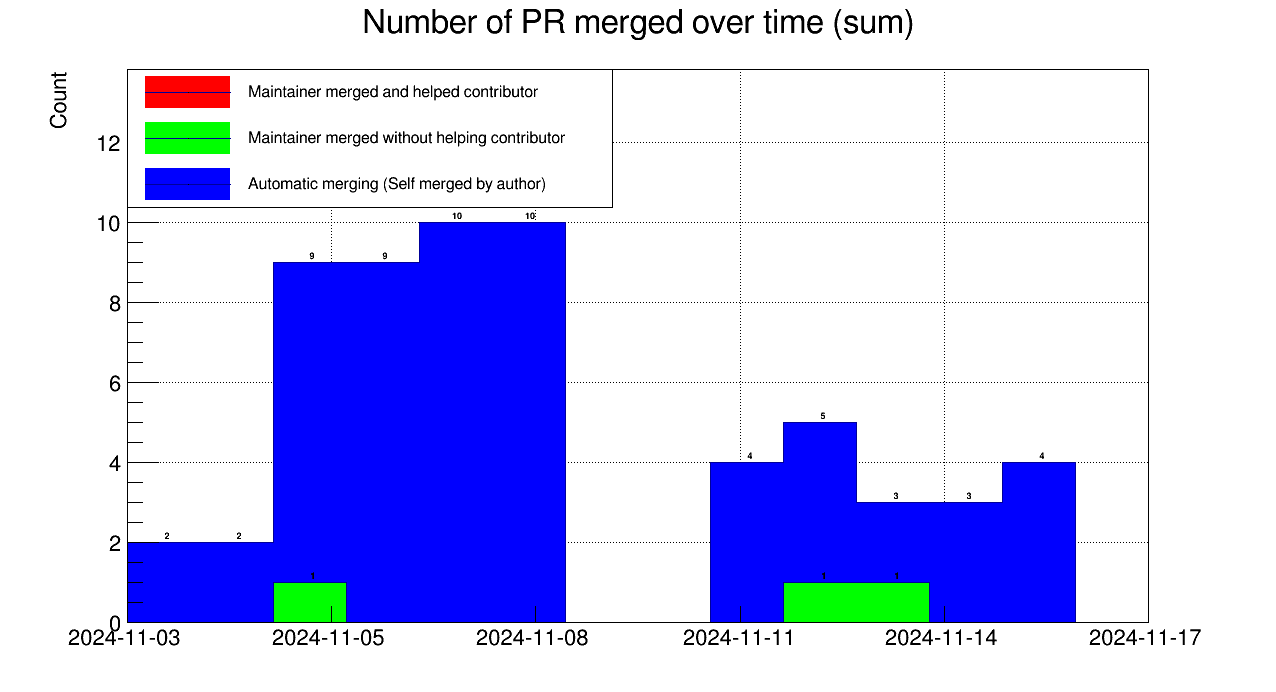 Number of PR merged over time (sum)
Count
Maintainer merged and helped contributor
Maintainer merged without helping contributor
Automatic merging (Self merged by author)
12
10
8
6
4
2
0
10 10
9 9
5
4 4
3 3
2 2
1 1 1
2024-11-03 2024-11-05 2024-11-08 2024-11-11 2024-11-14 2024-11-17